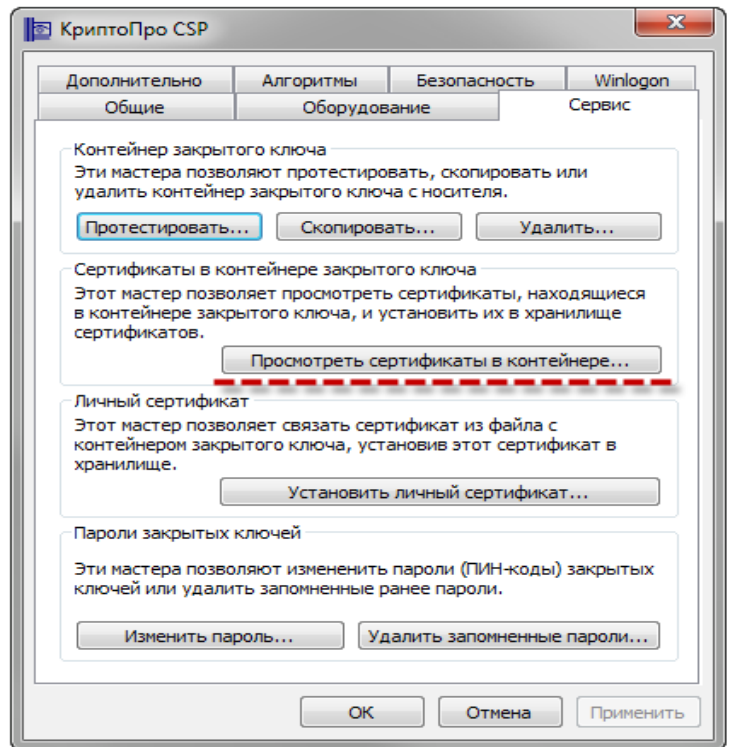 КриптоПро CSP
Дополнительно Алгоритмы Безопасность Winlogon
Общие Оборудование Сервис
Контейнер закрытого ключа
Эти мастера позволяют протестировать, скопировать или
удалить контейнер закрытого ключа с носителя.
Протестировать... Скопировать... Удалить...
Сертификаты в контейнере закрытого ключа
Этот мастер позволяет просмотреть сертификаты, находящиеся
в контейнере закрытого ключа, и установить их в хранилище
сертификатов.
Просмотреть сертификаты в контейнере...
Личный сертификат
Этот мастер позволяет связать сертификат из файла с
контейнером закрытого ключа, установив этот сертификат в
хранилище.
Установить личный сертификат...
Пароли закрытых ключей
Эти мастера позволяют измененить пароли (ПИН-коды) закрытых
ключей или удалить запомненные ранее пароли.
Изменить пароль... Удалить запомненные пароли...
ОК Отмена Применить